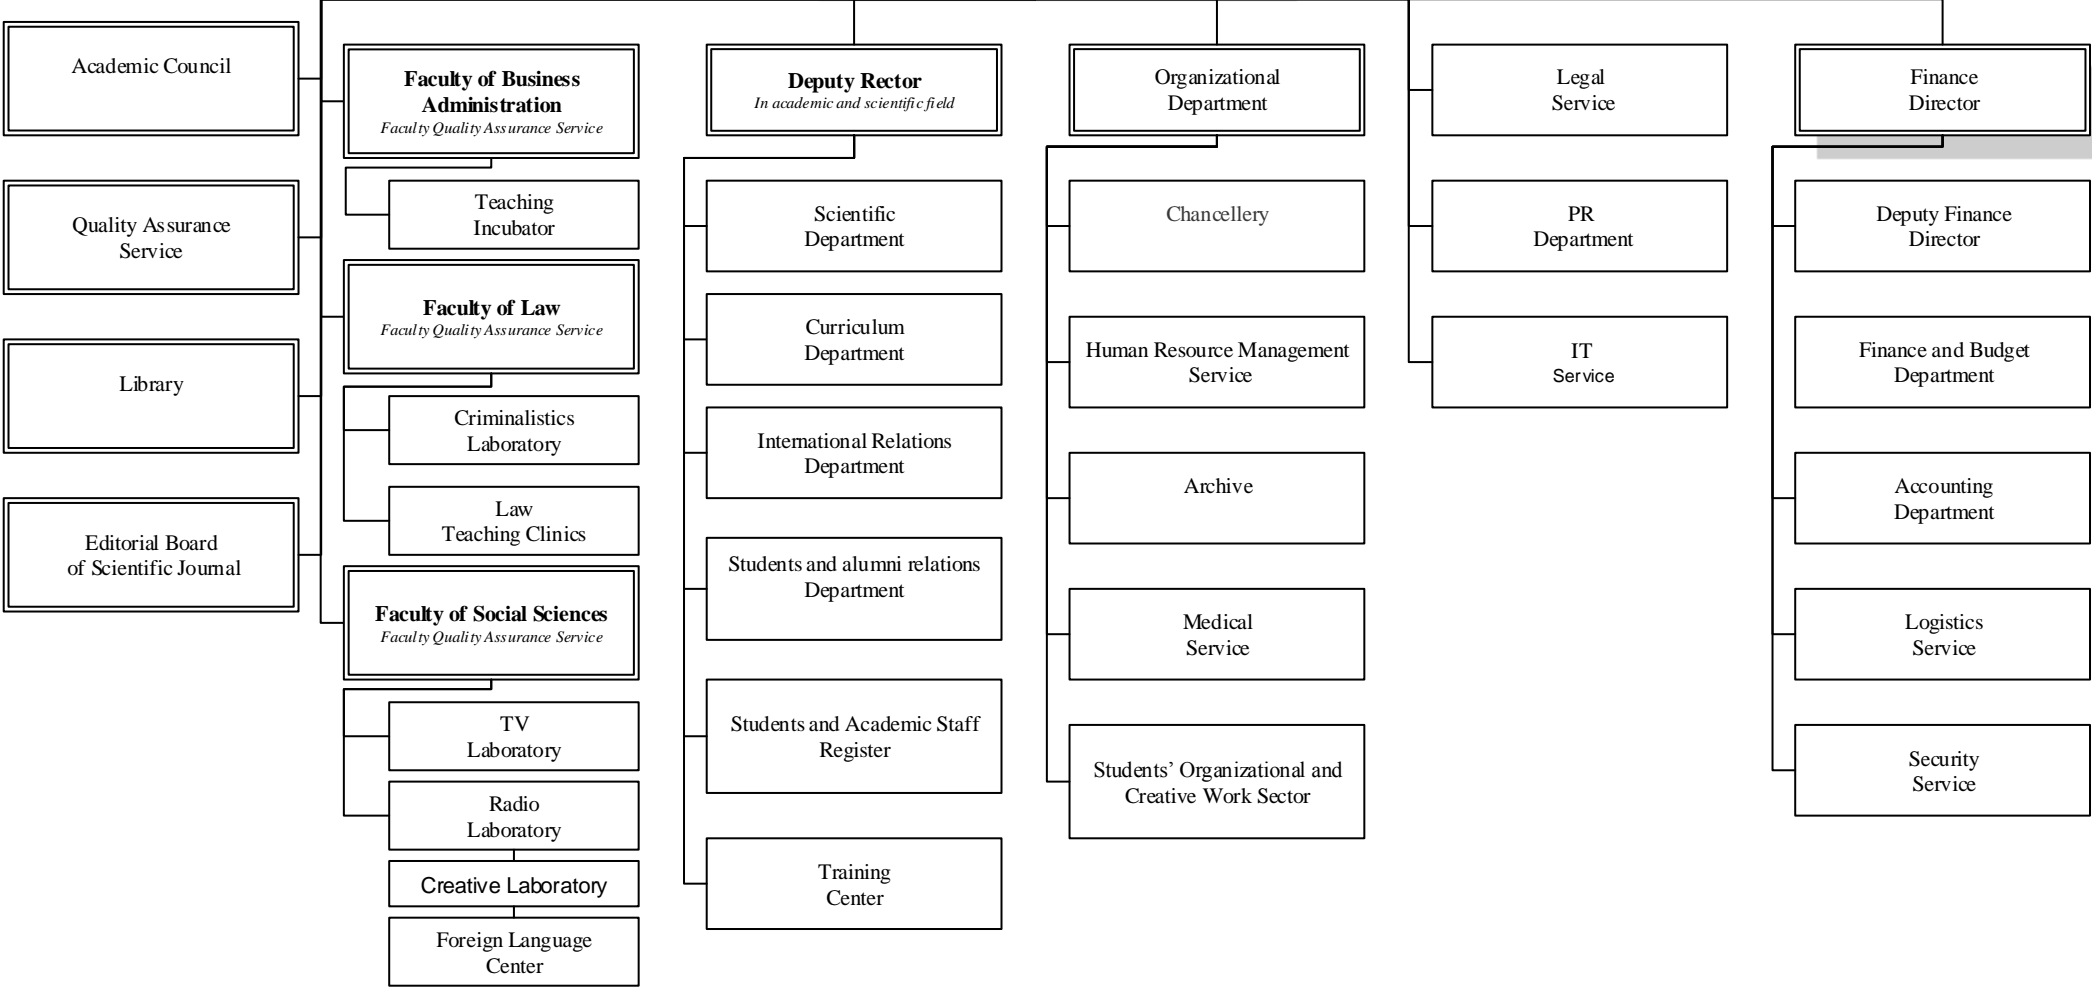 Academic Council
Quality Assurance
Service
Library
Editorial Board
of Scientific Journal
Faculty of Business
Administration
Faculty Quality Assurance Service
Teaching
Incubator
Faculty of Law
Faculty Quality Assurance Service
Criminalistics
Laboratory
Law
Teaching Clinics
Faculty of Social Sciences
Faculty Quality Assurance Service
TV
Laboratory
Radio
Laboratory
Creative Laboratory
Foreign Language
Center
Deputy Rector
In academic and scientific field
Scientific
Department
Curriculum
Department
International Relations
Department
Students and alumni relations
Department
Students and Academic Staff
Register
Training
Center
Organizational
Department
Chancellery
Human Resource Management
Service
Archive
Medical
Service
Students’ Organizational and
Creative Work Sector
Legal
Service
PR
Department
IT
Service
Finance
Director
Deputy Finance
Director
Finance and Budget
Department
Accounting
Department
Logistics
Service
Security
Service